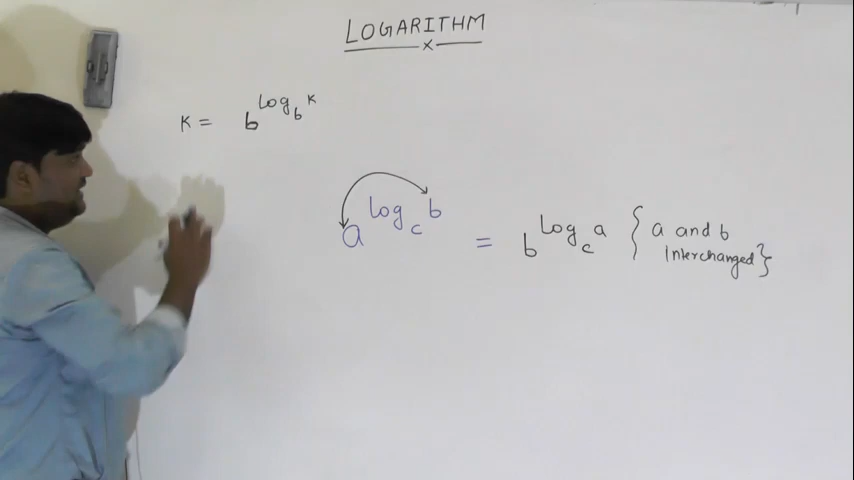 LOGARITHM
x
K = b^log_b K
a^log_c b = b^log_c a { a and b
interchanged }